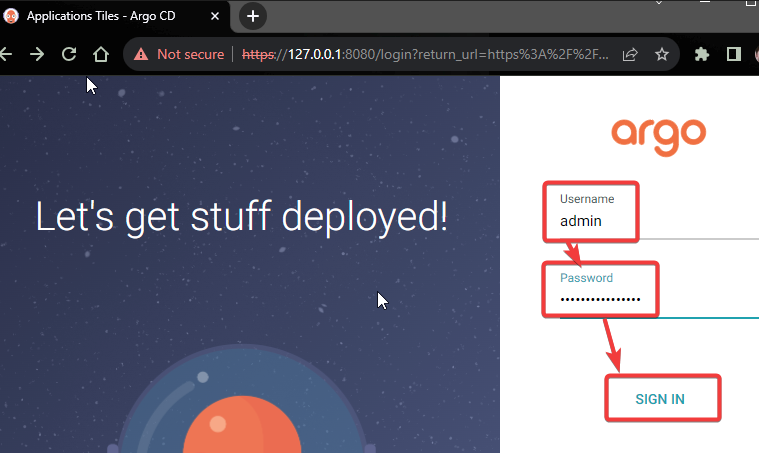 Applications Tiles - Argo CD
Not secure https://127.0.0.1:8080/login?return_url=https%3A%2F%2F...
argo
Let's get stuff deployed!
Username
admin
Password
••••••••••••••••
SIGN IN